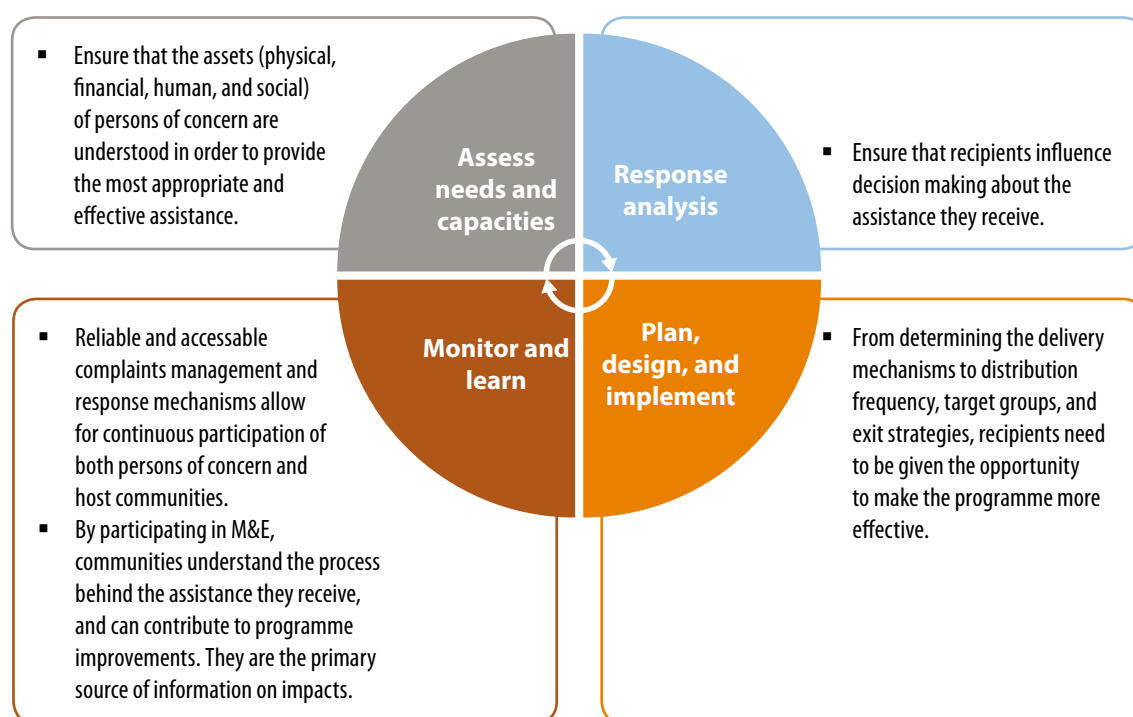 ▪ Ensure that the assets (physical,
financial, human, and social)
of persons of concern are
understood in order to provide
the most appropriate and
effective assistance.
Assess
needs and
capacities
Response
analysis
▪ Ensure that recipients influence
decision making about the
assistance they receive.
▪ Reliable and accessable
complaints management and
response mechanisms allow
for continuous participation of
both persons of concern and
host communities.
▪ By participating in M&E,
communities understand the process
behind the assistance they receive,
and can contribute to programme
improvements. They are the primary
source of information on impacts.
Monitor and
learn
Plan,
design, and
implement
▪ From determining the delivery
mechanisms to distribution
frequency, target groups, and
exit strategies, recipients need
to be given the opportunity
to make the programme more
effective.